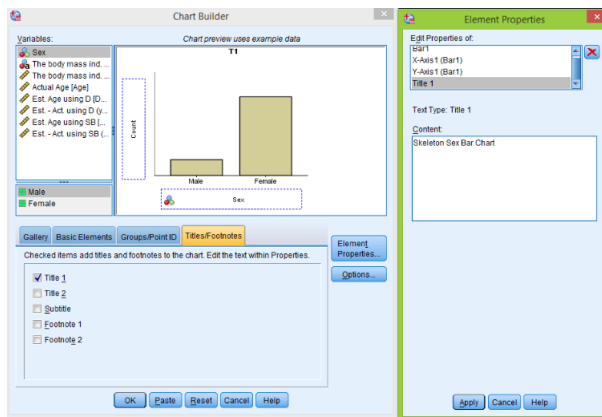 Chart Builder
Variables:
Chart preview uses example data
Sex
The body mass ind. ...
The body mass ind. ...
Actual Age [Age]
Est. Age using D [D...
Est. - Act. using D (y...
Est. Age using SB [...
Est. Act. using SB (...
Male
Female
T1
Count
Male
Female
Sex
Gallery
Basic Elements
Groups/Point ID
Titles/Footnotes
Checked items add titles and footnotes to the chart. Edit the text within Properties.
Title 1
Title 2
Subtitle
Footnote 1
Footnote 2
Element
Properties...
Options...
OK
Paste
Reset
Cancel
Help
Element Properties
Edit Properties of:
Bar1
X-Axis1 (Bar1)
Y-Axis1 (Bar1)
Title 1
Text Type: Title 1
Content:
Skeleton Sex Bar Chart
Apply
Cancel
Help